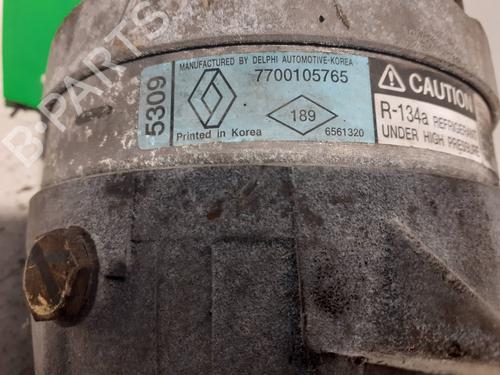 MANUFACTURED BY DELPHI AUTOMOTIVE-KOREA
7700105765
5309
189
Printed in Korea
6561320
CAUTION
R-134a REFRIGERANT
UNDER HIGH PRESSURE
B-PARTS